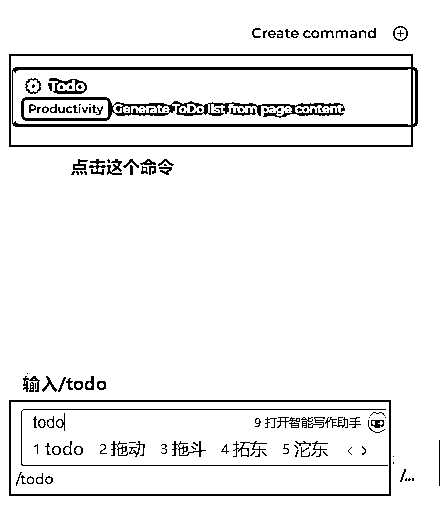 Create command
Todo
Productivity Generate ToDo list from page content.
点击这个命令
输入/todo
todo 9 打开智能写作助手
1 todo 2 拖动 3 拖斗 4 拓东 5 沱东 < >
/todo
/...